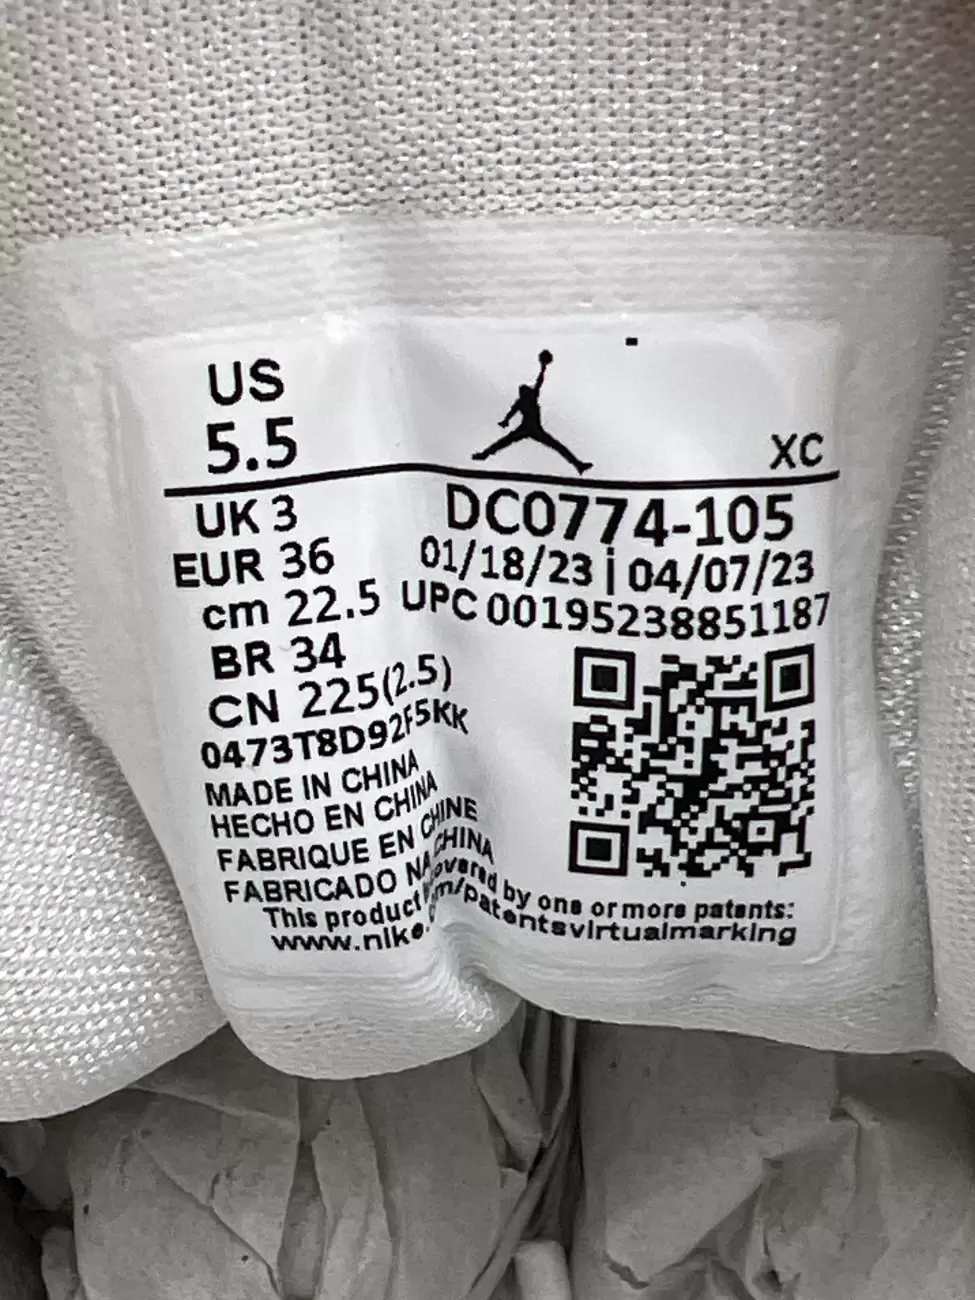 US
5.5
XC
UK 3
EUR 36
cm 22.5
BR 34
CN 225(2.5)
0473T8D92F5KK
MADE IN CHINA
HECHO EN CHINA
FABRIQUE EN CHINE
FABRICADO NA CHINA
DC0774-105
01/18/23 | 04/07/23
UPC 00195238851187
This product covered by one or more patents:
www.nike.com/patentsvirtualmarking